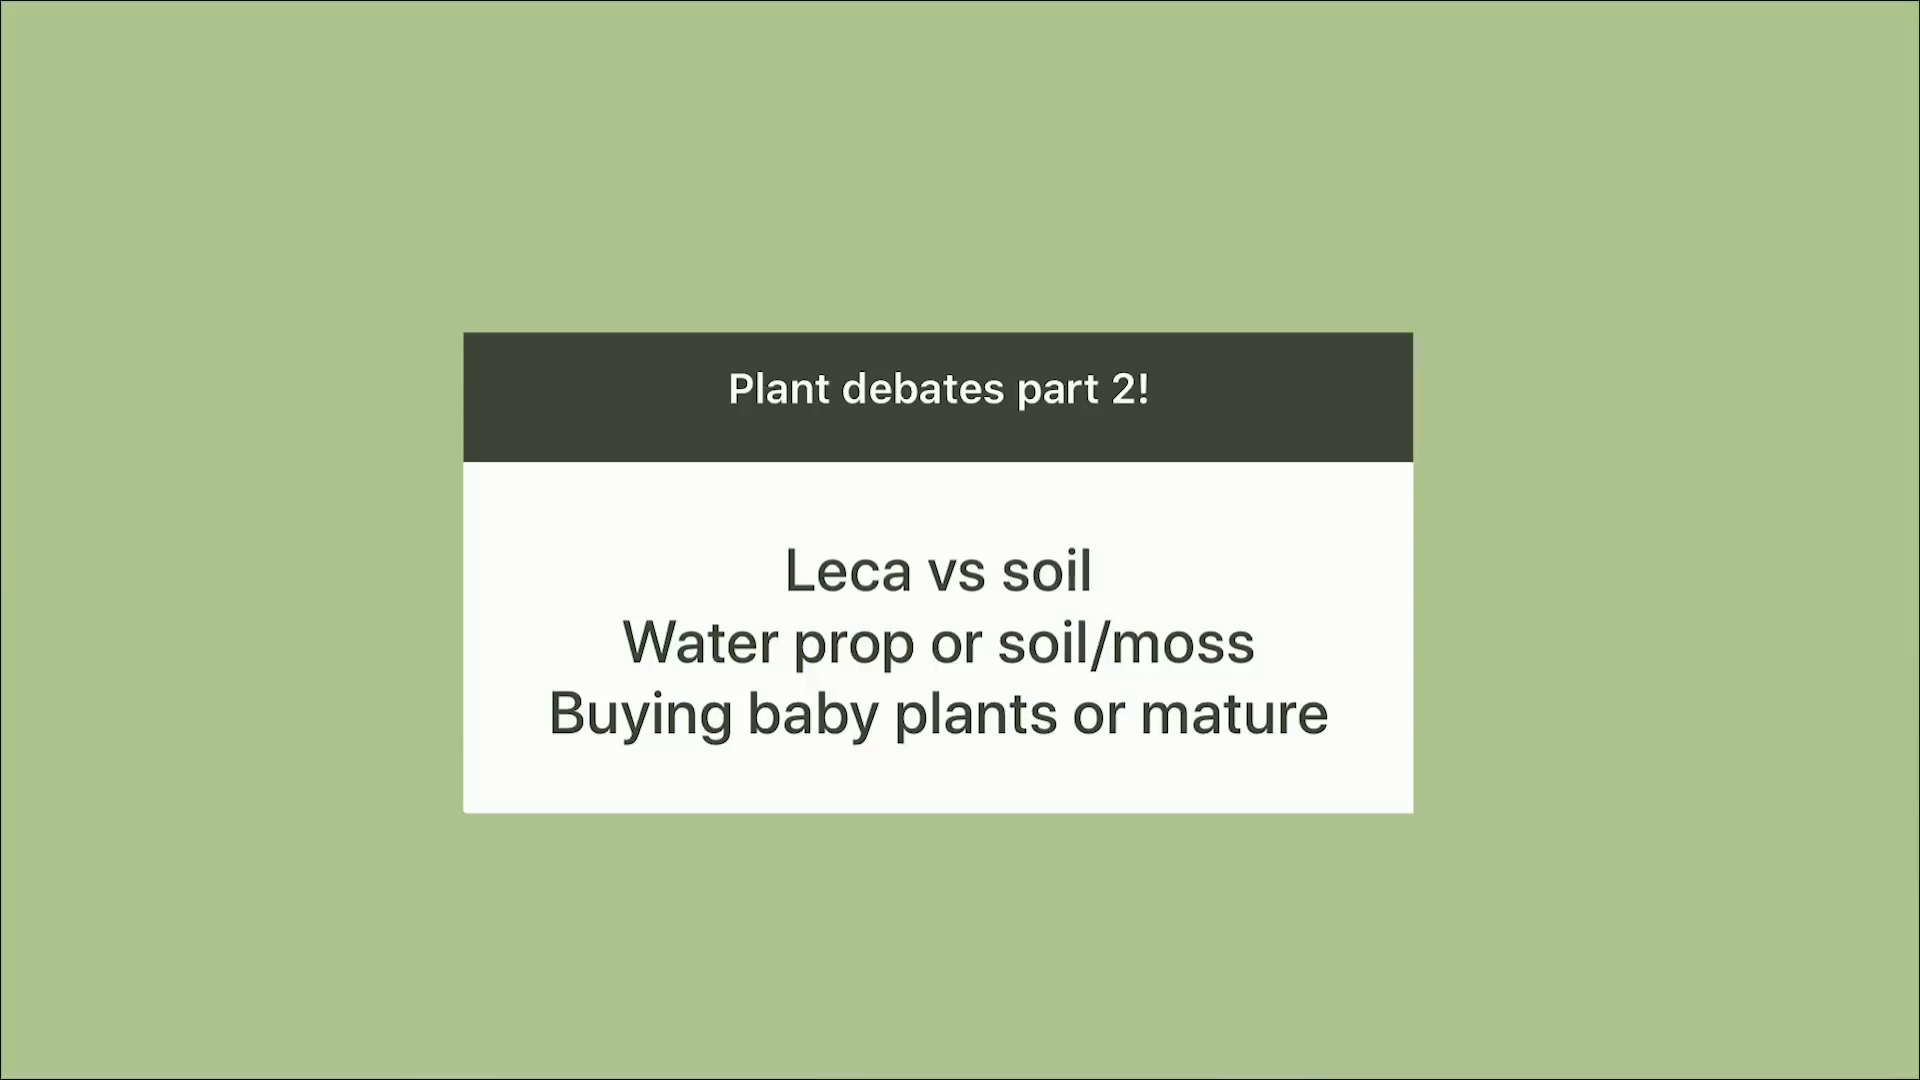 Plant debates part 2!
Leca vs soil
Water prop or soil/moss
Buying baby plants or mature